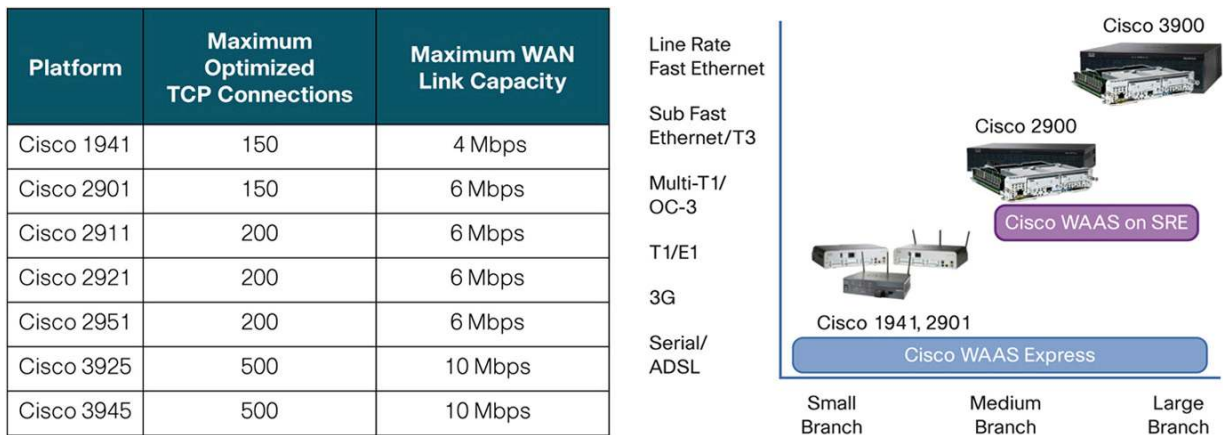 Platform
Maximum
Optimized
TCP Connections
Maximum WAN
Link Capacity
Cisco 1941
150
4 Mbps
Cisco 2901
150
6 Mbps
Cisco 2911
200
6 Mbps
Cisco 2921
200
6 Mbps
Cisco 2951
200
6 Mbps
Cisco 3925
500
10 Mbps
Cisco 3945
500
10 Mbps
Line Rate
Fast Ethernet
Sub Fast
Ethernet/T3
Multi-T1/
OC-3
T1/E1
3G
Serial/
ADSL
Cisco 3900
Cisco 2900
Cisco WAAS on SRE
Cisco 1941, 2901
Cisco WAAS Express
Small
Branch
Medium
Branch
Large
Branch